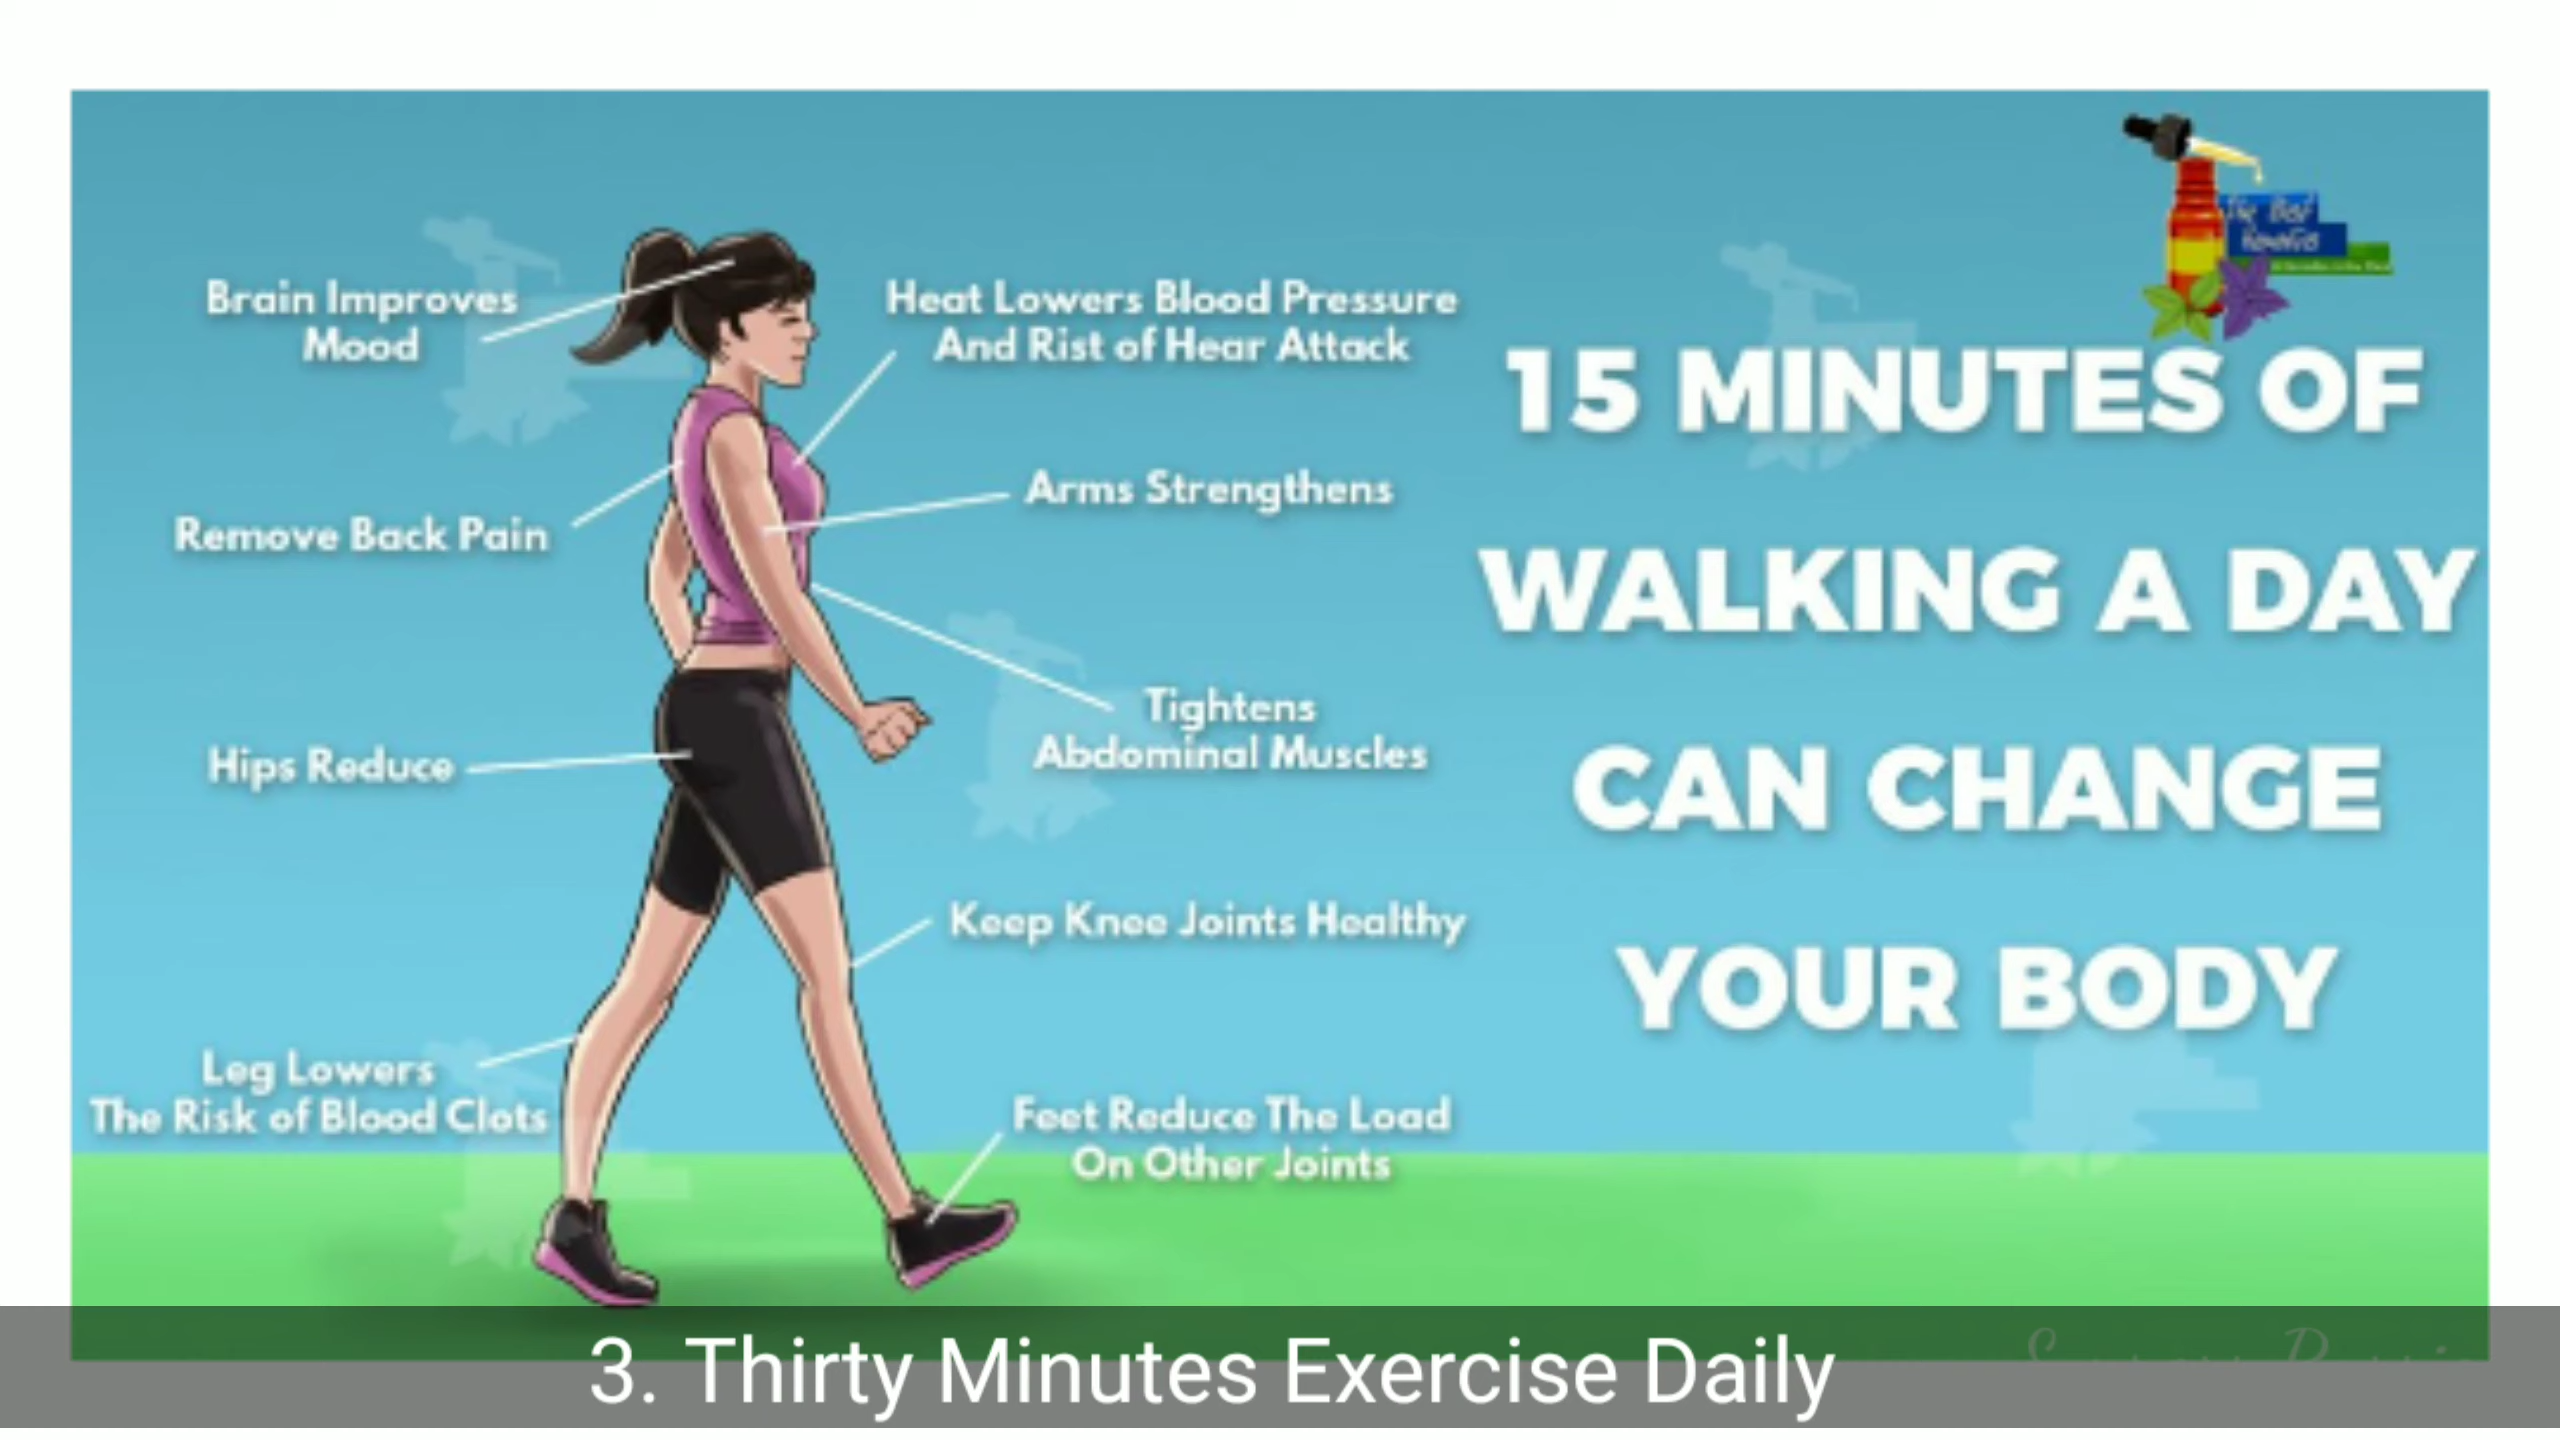 Brain Improves
Mood
Heat Lowers Blood Pressure
And Rist of Hear Attack
Remove Back Pain
Arms Strengthens
Tightens
Abdominal Muscles
Hips Reduce
Keep Knee Joints Healthy
Leg Lowers
The Risk of Blood Clots
Feet Reduce The Load
On Other Joints
15 MINUTES OF
WALKING A DAY
CAN CHANGE
YOUR BODY
3. Thirty Minutes Exercise Daily